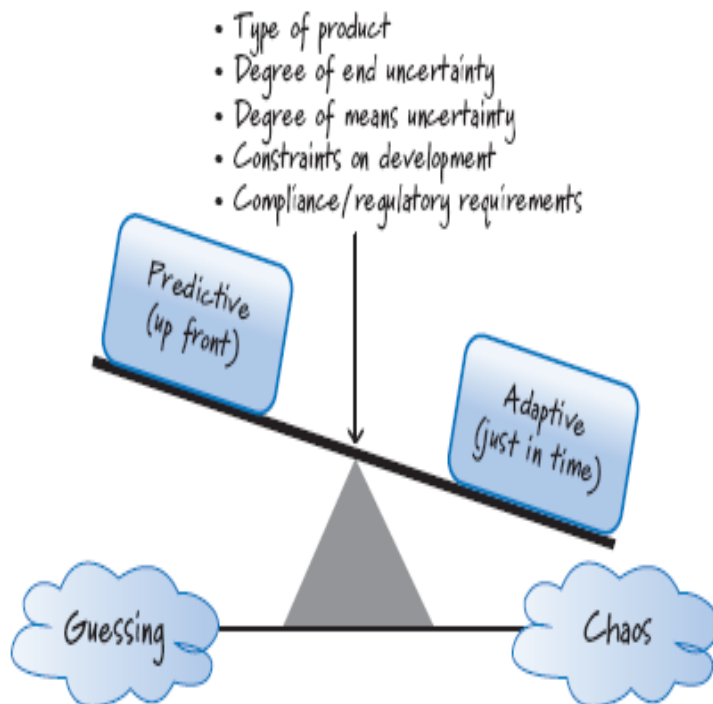 • Type of product
• Degree of end uncertainty
• Degree of means uncertainty
• Constraints on development
• Compliance/regulatory requirements
Predictive
(up front)
Adaptive
(just in time)
Guessing
Chaos